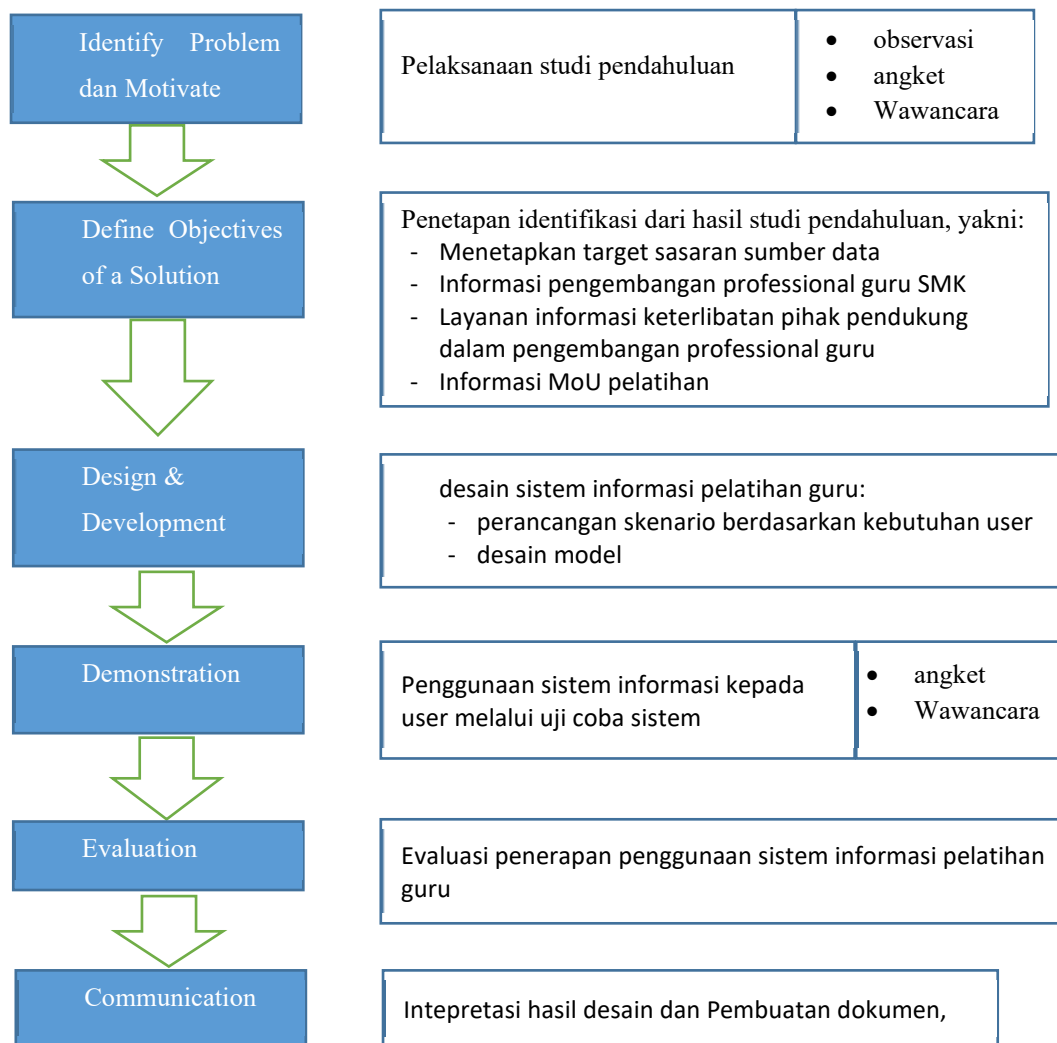 Identify Problem
dan Motivate
Pelaksanaan studi pendahuluan
• observasi
• angket
• Wawancara
Define Objectives
of a Solution
Penetapan identifikasi dari hasil studi pendahuluan, yakni:
- Menetapkan target sasaran sumber data
- Informasi pengembangan professional guru SMK
- Layanan informasi keterlibatan pihak pendukung
dalam pengembangan professional guru
- Informasi MoU pelatihan
Design &
Development
desain sistem informasi pelatihan guru:
- perancangan skenario berdasarkan kebutuhan user
- desain model
Demonstration
Penggunaan sistem informasi kepada
user melalui uji coba sistem
• angket
• Wawancara
Evaluation
Evaluasi penerapan penggunaan sistem informasi pelatihan
guru
Communication
Intepretasi hasil desain dan Pembuatan dokumen,